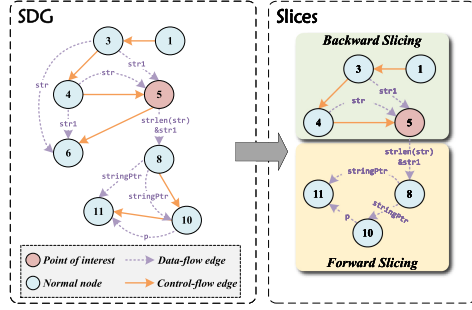 SDG
3
1
str
str1
4
str
5
str1
strlen(str)
&str1
6
8
stringPtr
stringPtr
11
10
p
Point of interest
Data-flow edge
Normal node
Control-flow edge
Slices
Backward Slicing
3
1
str1
str
4
5
strlen(str)
&str1
stringPtr
11
8
stringPtr
p
10
Forward Slicing